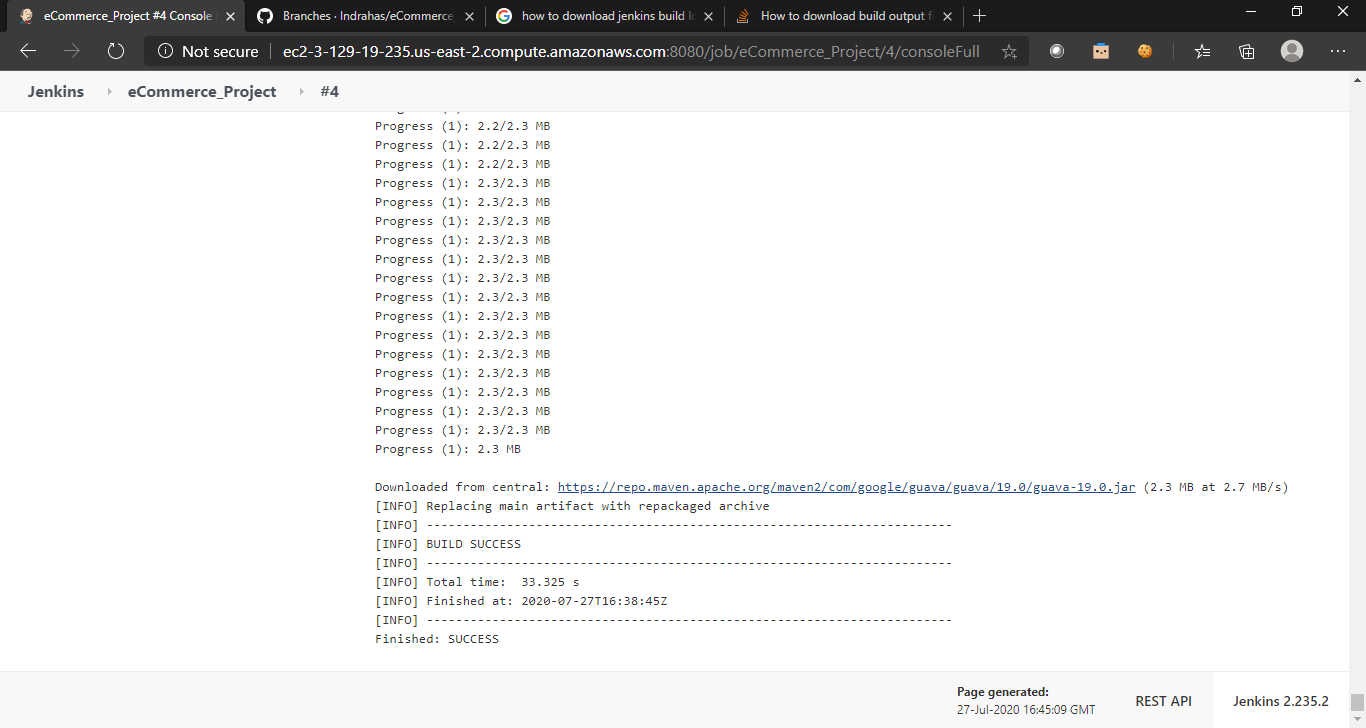 eCommerce_Project #4 Console
Branches · Indrahas/eCommerce
how to download jenkins build l
How to download build output f
Not secure
ec2-3-129-19-235.us-east-2.compute.amazonaws.com:8080/job/eCommerce_Project/4/consoleFull
Jenkins
eCommerce_Project
#4
Progress (1): 2.2/2.3 MB
Progress (1): 2.2/2.3 MB
Progress (1): 2.2/2.3 MB
Progress (1): 2.3/2.3 MB
Progress (1): 2.3/2.3 MB
Progress (1): 2.3/2.3 MB
Progress (1): 2.3/2.3 MB
Progress (1): 2.3/2.3 MB
Progress (1): 2.3/2.3 MB
Progress (1): 2.3/2.3 MB
Progress (1): 2.3/2.3 MB
Progress (1): 2.3/2.3 MB
Progress (1): 2.3/2.3 MB
Progress (1): 2.3/2.3 MB
Progress (1): 2.3/2.3 MB
Progress (1): 2.3/2.3 MB
Progress (1): 2.3/2.3 MB
Progress (1): 2.3 MB
Downloaded from central: https://repo.maven.apache.org/maven2/com/google/guava/guava/19.0/guava-19.0.jar (2.3 MB at 2.7 MB/s)
[INFO] Replacing main artifact with repackaged archive
[INFO] ------------------------------------------------------------------------
[INFO] BUILD SUCCESS
[INFO] ------------------------------------------------------------------------
[INFO] Total time:  33.325 s
[INFO] Finished at: 2020-07-27T16:38:45Z
[INFO] ------------------------------------------------------------------------
Finished: SUCCESS
Page generated:
27-Jul-2020 16:45:09 GMT
REST API
Jenkins 2.235.2